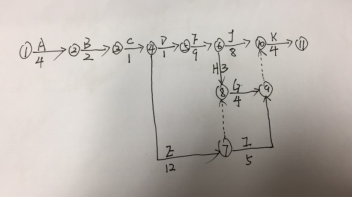 ① A ② B ③ C ④ D ⑤ F ⑥ J ⑩ K ⑪
4 2 1 1 9 8 4
H 3
⑧ G ⑨
4
Z ⑦ I
12 5